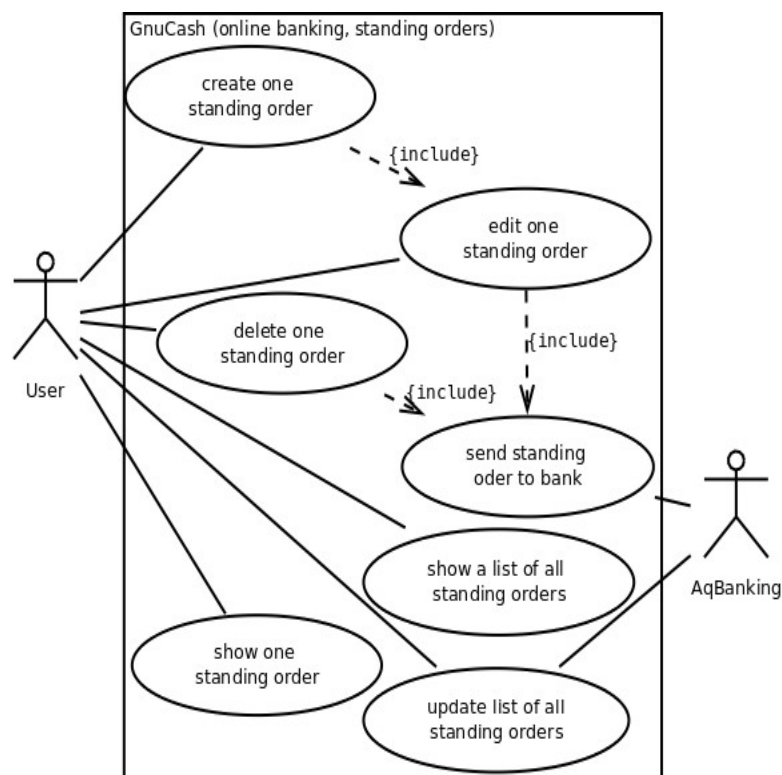 GnuCash (online banking, standing orders)
create one
standing order
{include}
edit one
standing order
delete one
standing order
{include}
{include}
User
send standing
oder to bank
show a list of all
standing orders
AqBanking
show one
standing order
update list of all
standing orders